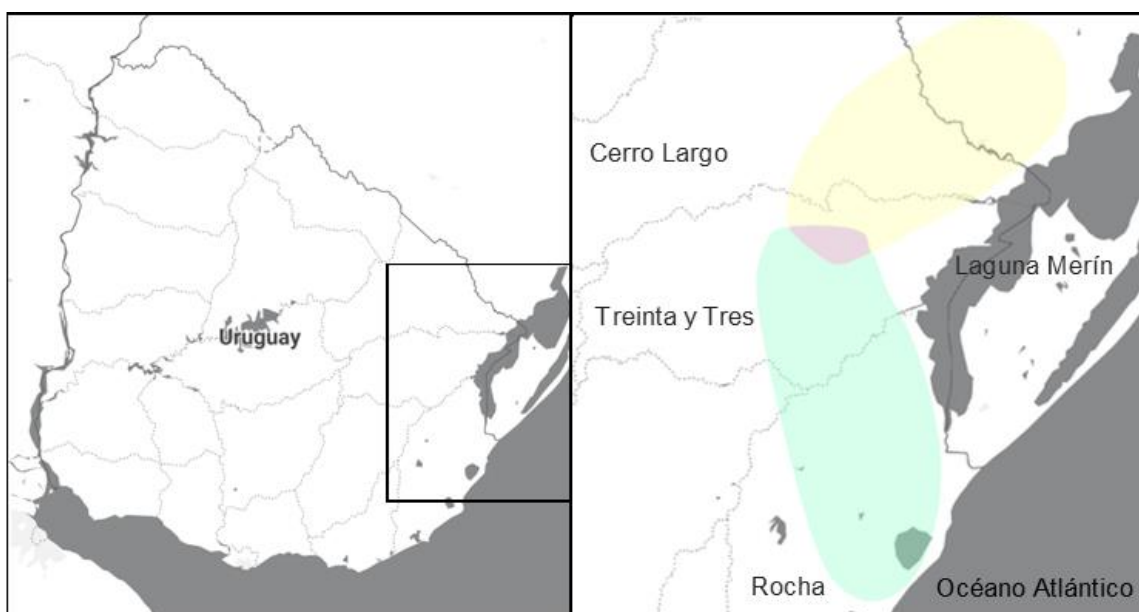 Uruguay
Cerro Largo
Laguna Merín
Treinta y Tres
Rocha
Océano Atlántico